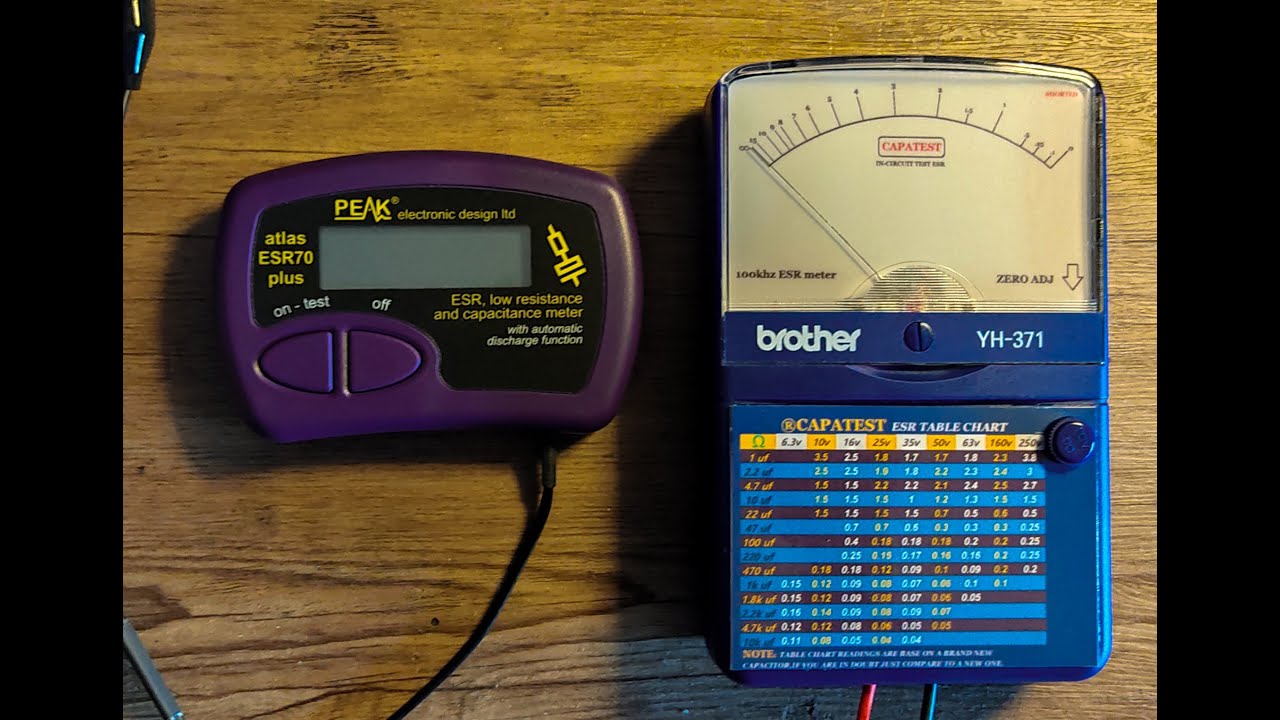 PEAK® electronic design ltd
atlas
ESR70
plus
on - test off
ESR, low resistance
and capacitance meter
with automatic
discharge function
SHORTED
CAPATEST
IN-CIRCUIT TEST ESR
100khz ESR meter
ZERO ADJ
brother YH-371
®CAPATEST ESR TABLE CHART
Ω 6.3v 10v 16v 25v 35v 50v 63v 160v 250v
1 uf 3.5 2.5 1.8 1.7 1.7 1.8 2.3 3.8
2.2 uf 2.5 2.5 1.9 1.8 2.2 2.3 2.4 3
4.7 uf 1.5 1.5 2.2 2.2 2.1 2.4 2.5 2.7
10 uf 1.5 1.5 1.5 1 1.2 1.3 1.5 1.5
22 uf 1.5 1.5 1.5 1.5 0.7 0.5 0.6 0.5
47 uf 0.7 0.7 0.6 0.3 0.3 0.3 0.25
100 uf 0.4 0.18 0.18 0.18 0.2 0.2 0.25
220 uf 0.25 0.15 0.17 0.16 0.15 0.2 0.25
470 uf 0.18 0.18 0.12 0.09 0.1 0.09 0.2 0.2
1k uf 0.15 0.12 0.09 0.08 0.07 0.08 0.1 0.1
1.8k uf 0.15 0.12 0.09 0.08 0.07 0.06 0.05
2.2k uf 0.16 0.14 0.09 0.08 0.09 0.07
4.7k uf 0.12 0.12 0.08 0.06 0.05 0.05
10k uf 0.11 0.08 0.05 0.04 0.04
NOTE: TABLE CHART READINGS ARE BASE ON A BRAND NEW
CAPACITOR.IF YOU ARE IN DOUBT JUST COMPARE TO A NEW ONE.